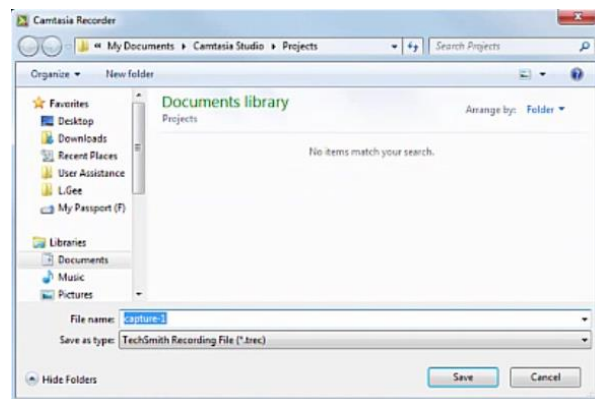 Camtasia Recorder
« My Documents ▸ Camtasia Studio ▸ Projects
Search Projects
Organize
New folder
Favorites
Desktop
Downloads
Recent Places
User Assistance
L.Gee
My Passport (F)
Libraries
Documents
Music
Pictures
Documents library
Projects
Arrange by: Folder
No items match your search.
File name: capture-1
Save as type: TechSmith Recording File (*.trec)
Hide Folders
Save
Cancel